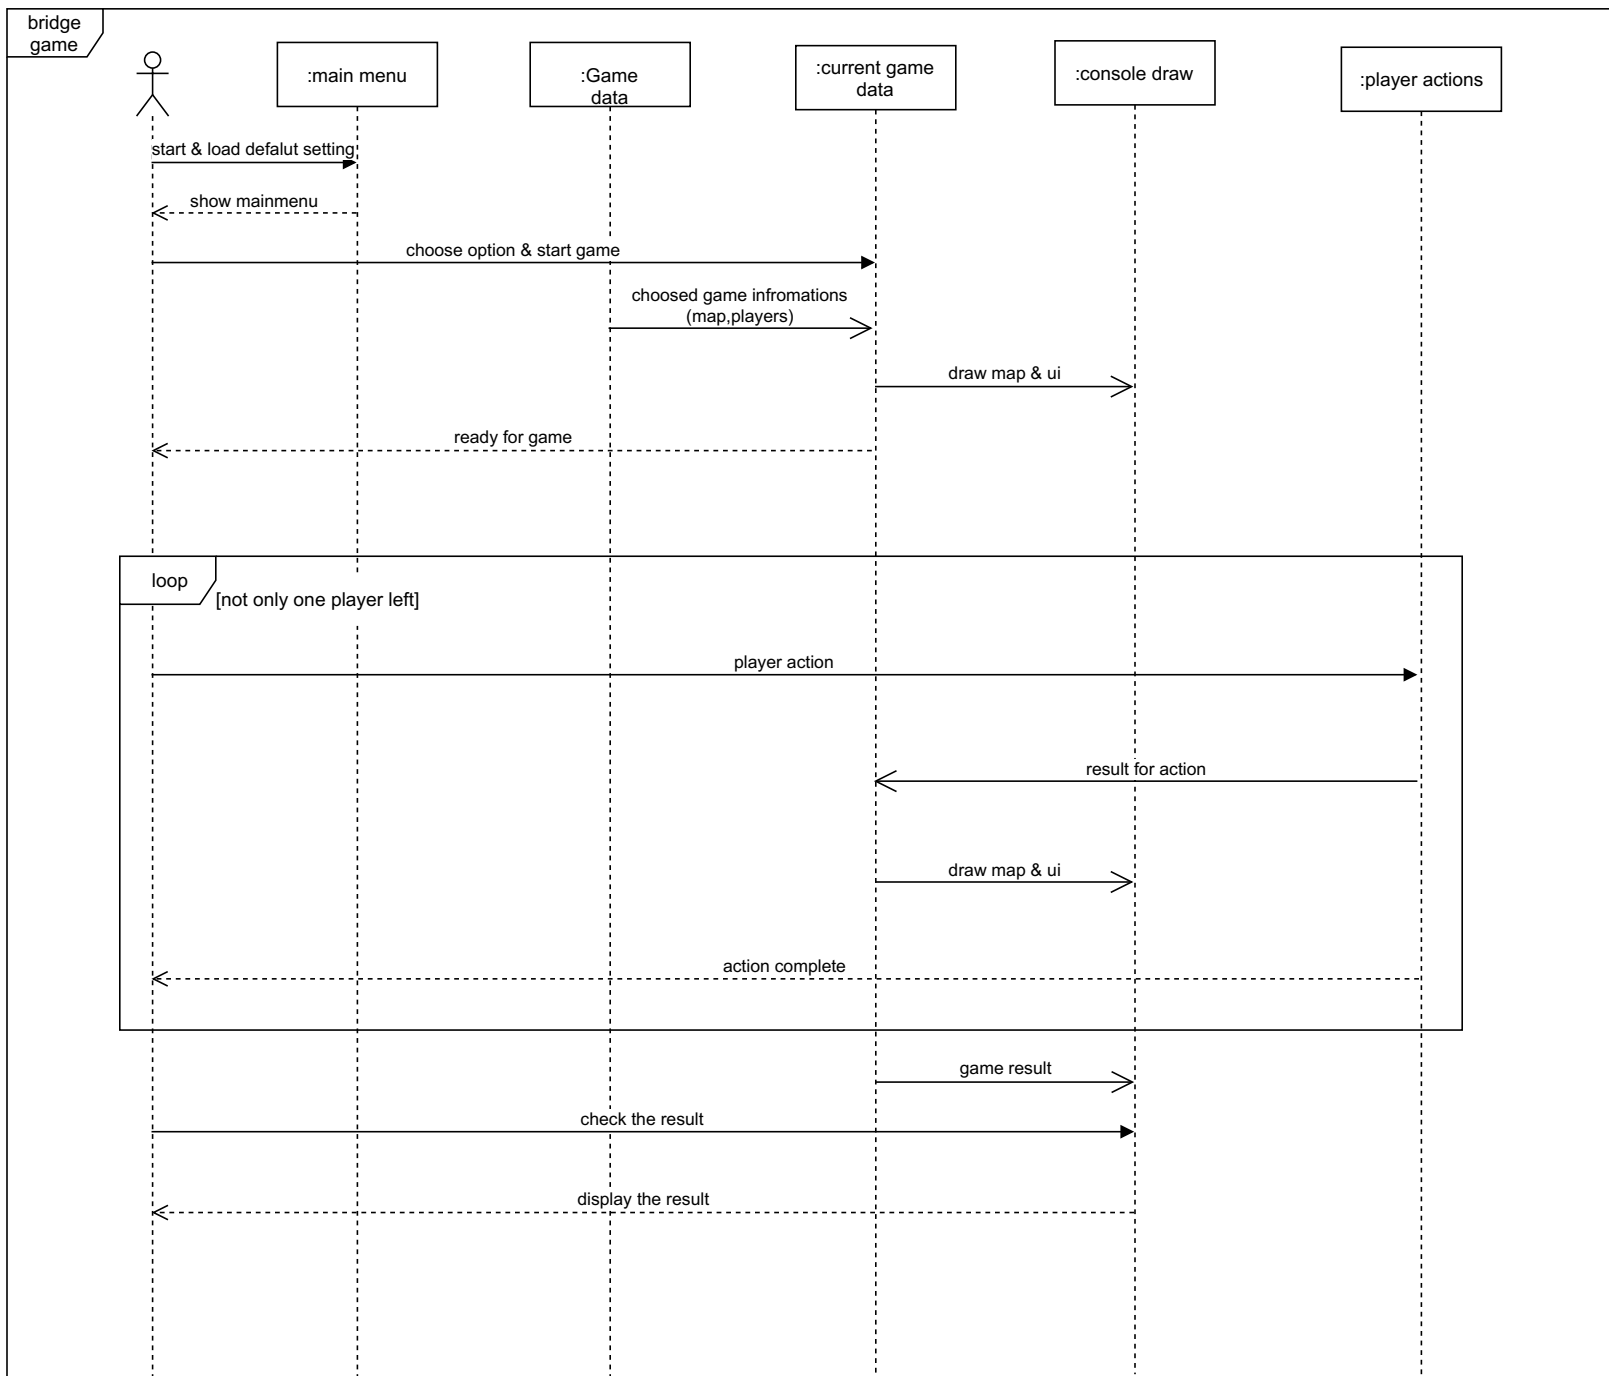 bridge
game
:main menu
:Game
data
:current game
data
:console draw
:player actions
start & load defalut setting
show mainmenu
choose option & start game
choosed game infromations
(map,players)
draw map & ui
ready for game
loop
[not only one player left]
player action
result for action
draw map & ui
action complete
game result
check the result
display the result